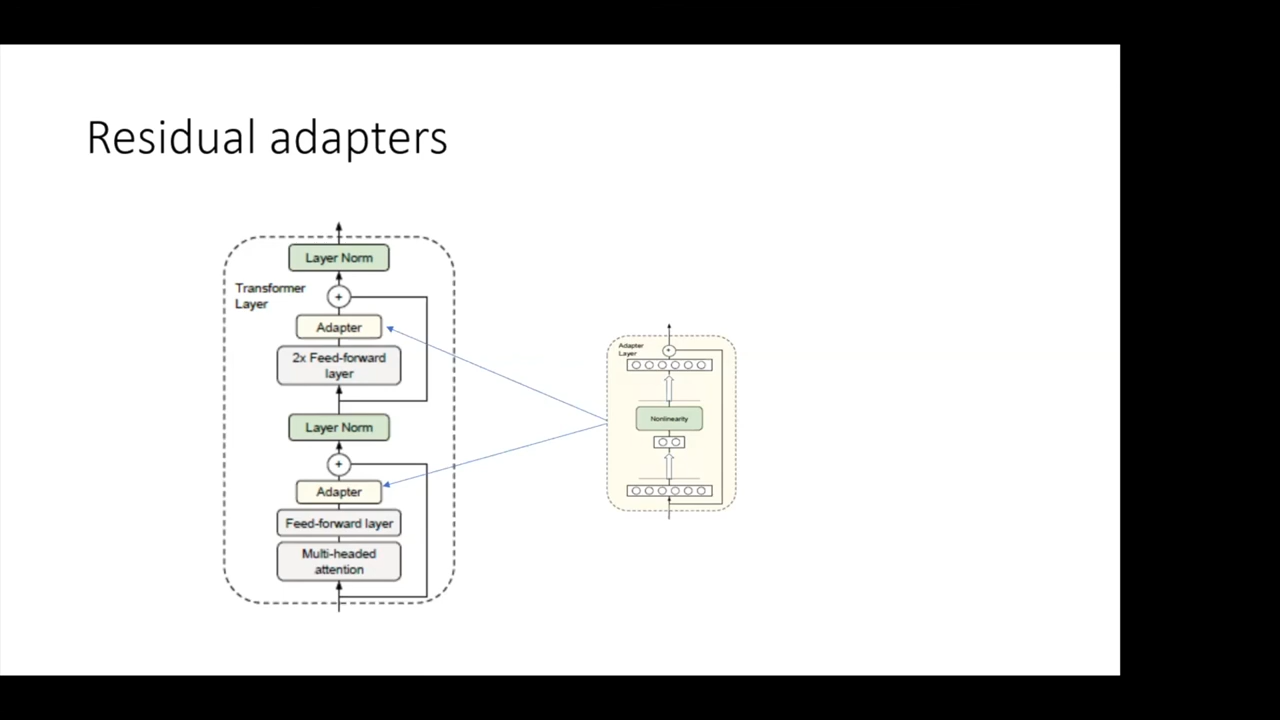 Residual adapters
Layer Norm
Transformer
Layer
+
Adapter
2x Feed-forward
layer
Layer Norm
+
Adapter
Feed-forward layer
Multi-headed
attention
Adapter
Layer
+
Nonlinearity